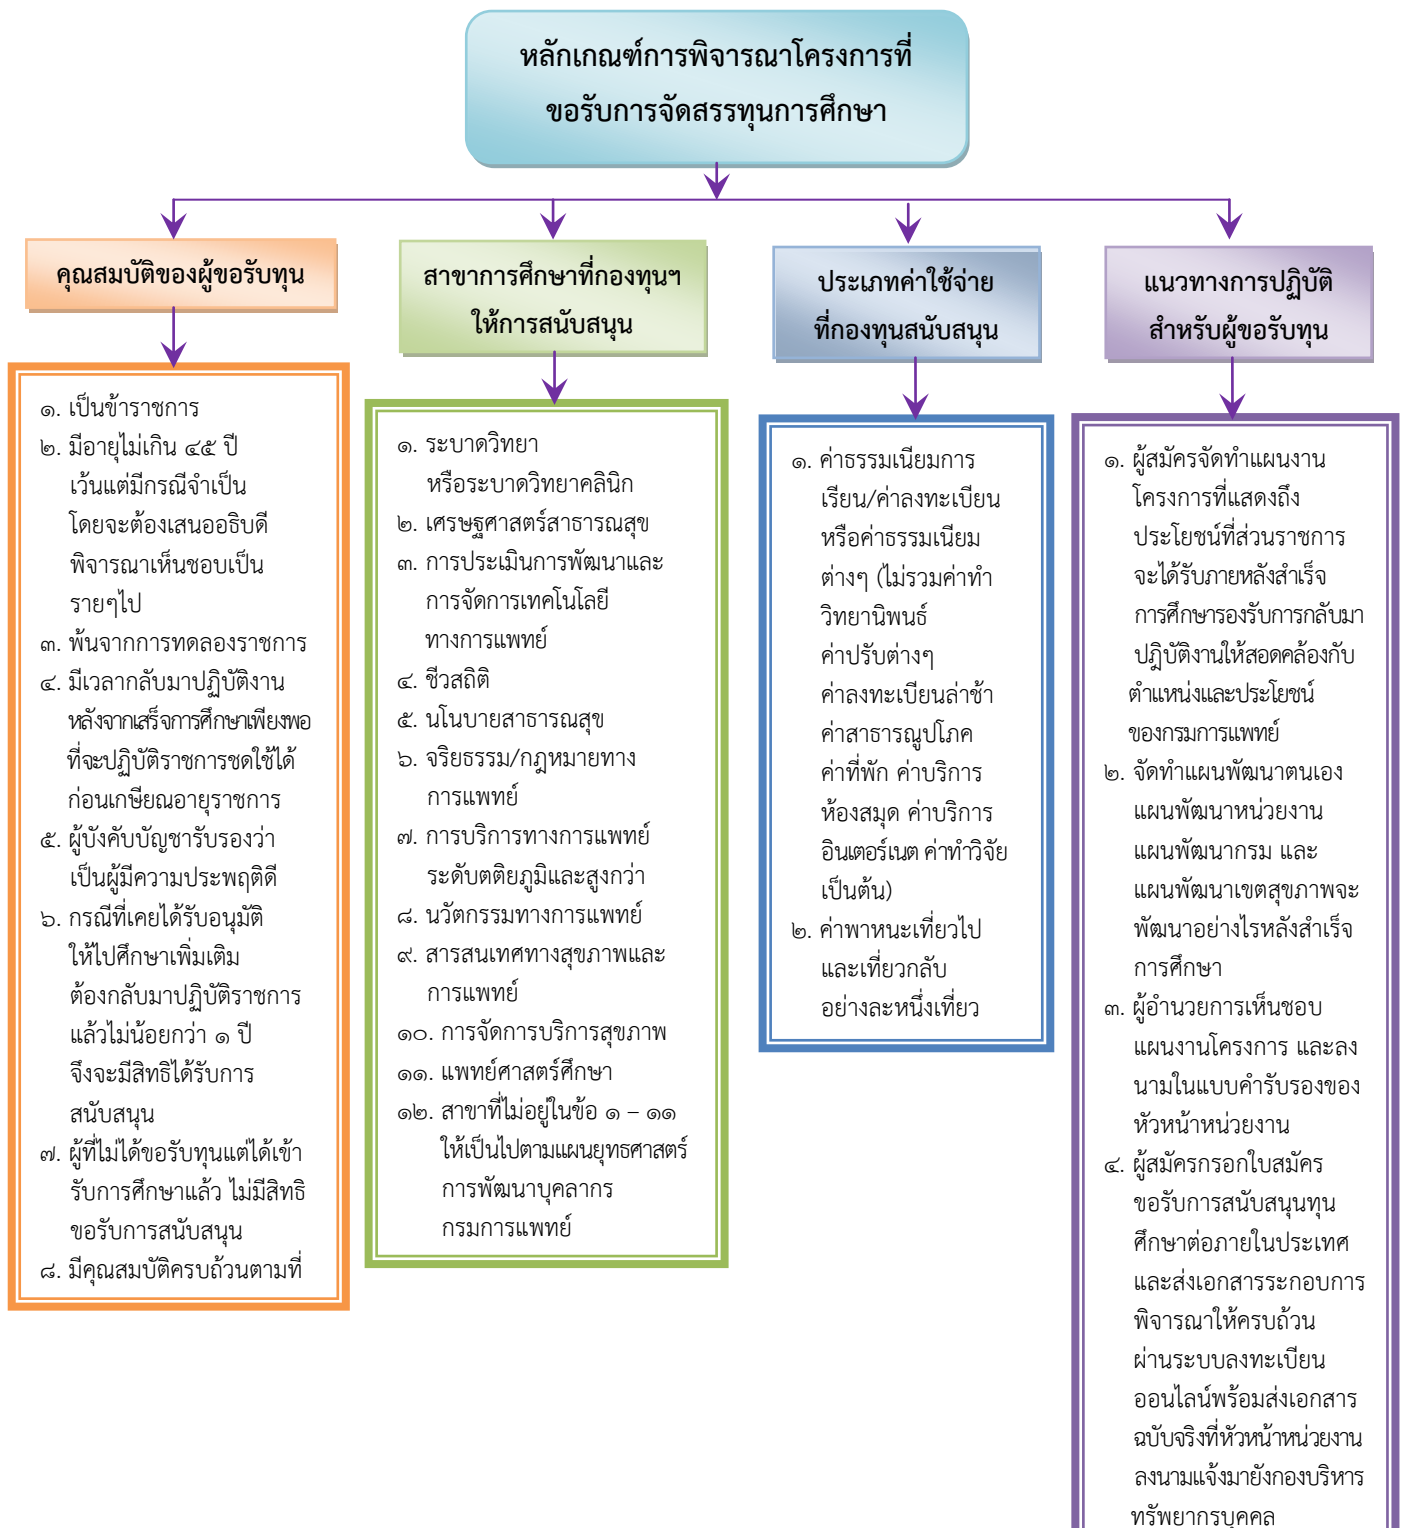 หลักเกณฑ์การพิจารณาโครงการที่
ขอรับการจัดสรรทุนการศึกษา
คุณสมบัติของผู้ขอรับทุน
๑. เป็นข้าราชการ
๒. มีอายุไม่เกิน ๔๕ ปี
เว้นแต่มีกรณีจำเป็น
โดยจะต้องเสนออธิบดี
พิจารณาเห็นชอบเป็น
รายๆไป
๓. พ้นจากการทดลองราชการ
๔. มีเวลากลับมาปฏิบัติงาน
หลังจากเสร็จการศึกษาเพียงพอ
ที่จะปฏิบัติราชการชดใช้ได้
ก่อนเกษียณอายุราชการ
๕. ผู้บังคับบัญชารับรองว่า
เป็นผู้มีความประพฤติดี
๖. กรณีที่เคยได้รับอนุมัติ
ให้ไปศึกษาเพิ่มเติม
ต้องกลับมาปฏิบัติราชการ
แล้วไม่น้อยกว่า ๑ ปี
จึงจะมีสิทธิได้รับการ
สนับสนุน
๗. ผู้ที่ไม่ได้ขอรับทุนแต่ได้เข้า
รับการศึกษาแล้ว ไม่มีสิทธิ
ขอรับการสนับสนุน
๘. มีคุณสมบัติครบถ้วนตามที่
สาขาการศึกษาที่กองทุนฯ
ให้การสนับสนุน
๑. ระบาดวิทยา
หรือระบาดวิทยาคลินิก
๒. เศรษฐศาสตร์สาธารณสุข
๓. การประเมินการพัฒนาและ
การจัดการเทคโนโลยี
ทางการแพทย์
๔. ชีวสถิติ
๕. นโนบายสาธารณสุข
๖. จริยธรรม/กฎหมายทาง
การแพทย์
๗. การบริการทางการแพทย์
ระดับตติยภูมิและสูงกว่า
๘. นวัตกรรมทางการแพทย์
๙. สารสนเทศทางสุขภาพและ
การแพทย์
๑๐. การจัดการบริการสุขภาพ
๑๑. แพทย์ศาสตร์ศึกษา
๑๒. สาขาที่ไม่อยู่ในข้อ ๑ – ๑๑
ให้เป็นไปตามแผนยุทธศาสตร์
การพัฒนาบุคลากร
กรมการแพทย์
ประเภทค่าใช้จ่าย
ที่กองทุนสนับสนุน
๑. ค่าธรรมเนียมการ
เรียน/ค่าลงทะเบียน
หรือค่าธรรมเนียม
ต่างๆ (ไม่รวมค่าทำ
วิทยานิพนธ์
ค่าปรับต่างๆ
ค่าลงทะเบียนล่าช้า
ค่าสาธารณูปโภค
ค่าที่พัก ค่าบริการ
ห้องสมุด ค่าบริการ
อินเตอร์เนต ค่าทำวิจัย
เป็นต้น)
๒. ค่าพาหนะเที่ยวไป
และเที่ยวกลับ
อย่างละหนึ่งเที่ยว
แนวทางการปฏิบัติ
สำหรับผู้ขอรับทุน
๑. ผู้สมัครจัดทำแผนงาน
โครงการที่แสดงถึง
ประโยชน์ที่ส่วนราชการ
จะได้รับภายหลังสำเร็จ
การศึกษารองรับการกลับมา
ปฎิบัติงานให้สอดคล้องกับ
ตำแหน่งและประโยชน์
ของกรมการแพทย์
๒. จัดทำแผนพัฒนาตนเอง
แผนพัฒนาหน่วยงาน
แผนพัฒนากรม และ
แผนพัฒนาเขตสุขภาพจะ
พัฒนาอย่างไรหลังสำเร็จ
การศึกษา
๓. ผู้อำนวยการเห็นชอบ
แผนงานโครงการ และลง
นามในแบบคำรับรองของ
หัวหน้าหน่วยงาน
๔. ผู้สมัครกรอกใบสมัคร
ขอรับการสนับสนุนทุน
ศึกษาต่อภายในประเทศ
และส่งเอกสารระกอบการ
พิจารณาให้ครบถ้วน
ผ่านระบบลงทะเบียน
ออนไลน์พร้อมส่งเอกสาร
ฉบับจริงที่หัวหน้าหน่วยงาน
ลงนามแจ้งมายังกองบริหาร
ทรัพยากรบุคคล